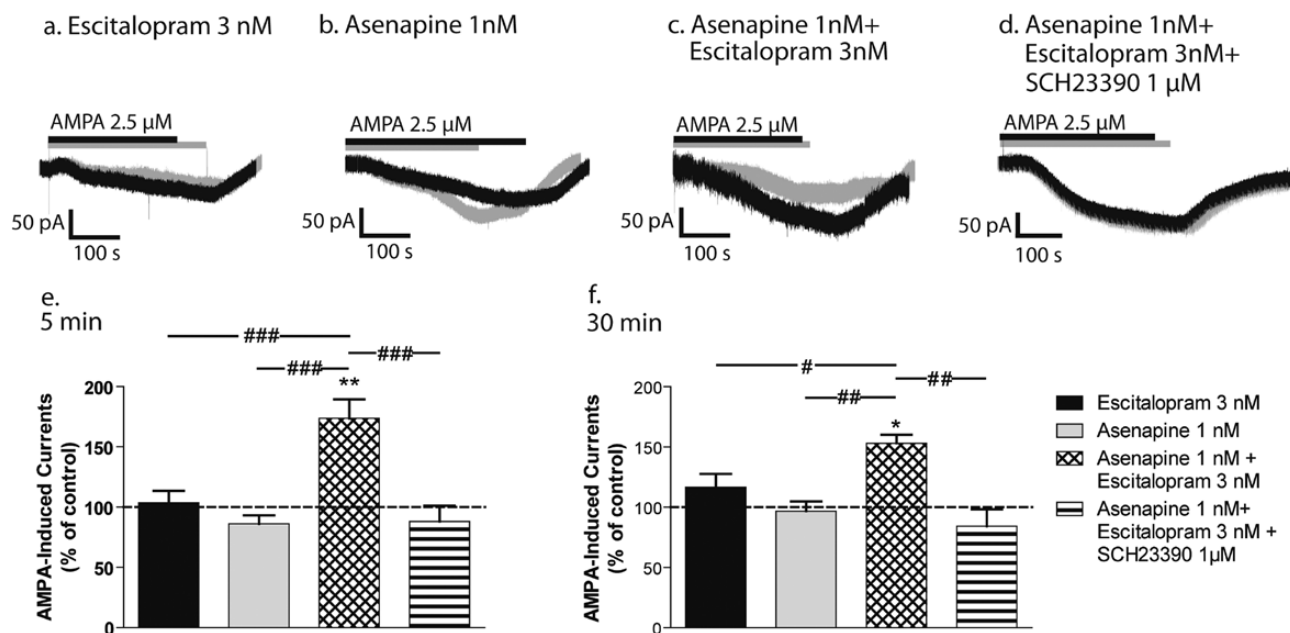 a. Escitalopram 3 nM
b. Asenapine 1nM
c. Asenapine 1nM+
Escitalopram 3nM
d. Asenapine 1nM+
Escitalopram 3nM+
SCH23390 1 µM
AMPA 2.5 µM
50 pA
100 s
AMPA 2.5 µM
50 pA
100 s
AMPA 2.5 µM
50 pA
100 s
AMPA 2.5 µM
50 pA
100 s
e.
5 min
###
###
###
**
200
150
100
50
0
AMPA-Induced Currents
(% of control)
f.
30 min
#
##
##
*
200
150
100
50
0
AMPA-Induced Currents
(% of control)
Escitalopram 3 nM
Asenapine 1 nM
Asenapine 1 nM +
Escitalopram 3 nM
Asenapine 1 nM+
Escitalopram 3 nM +
SCH23390 1µM